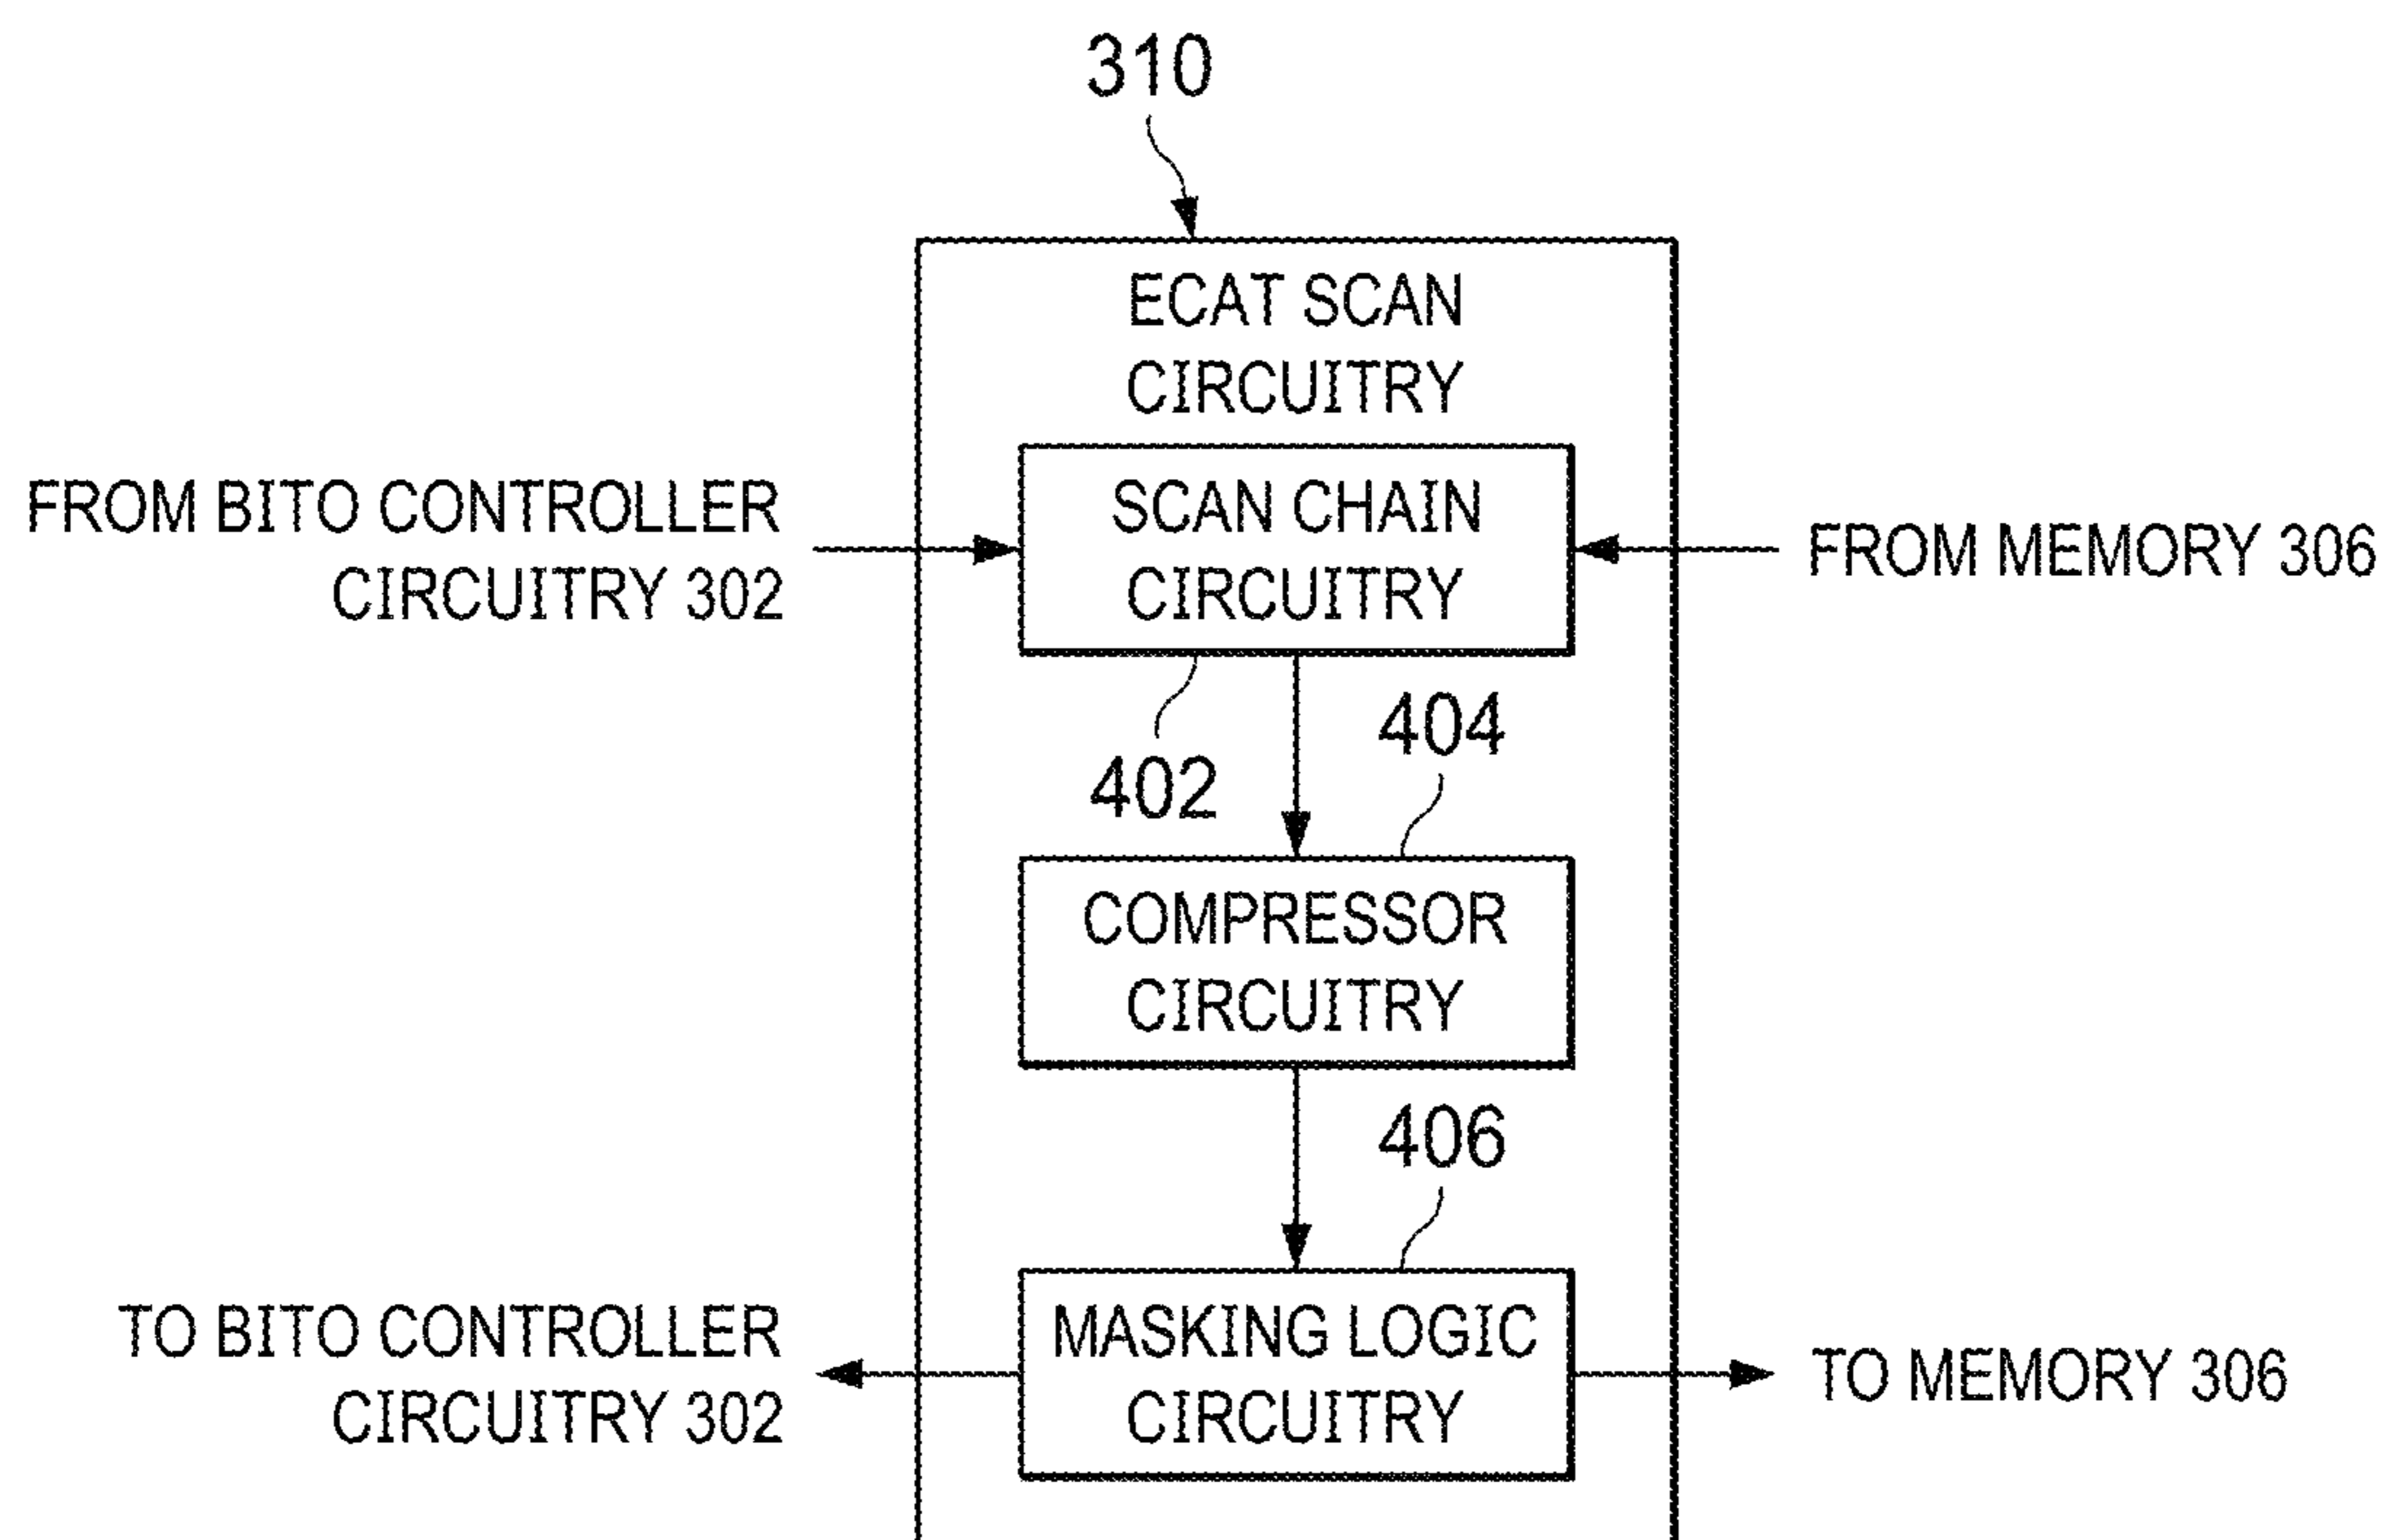 310
ECAT SCAN
CIRCUITRY
FROM BITO CONTROLLER
CIRCUITRY 302
SCAN CHAIN
CIRCUITRY
FROM MEMORY 306
402
404
COMPRESSOR
CIRCUITRY
406
TO BITO CONTROLLER
CIRCUITRY 302
MASKING LOGIC
CIRCUITRY
TO MEMORY 306